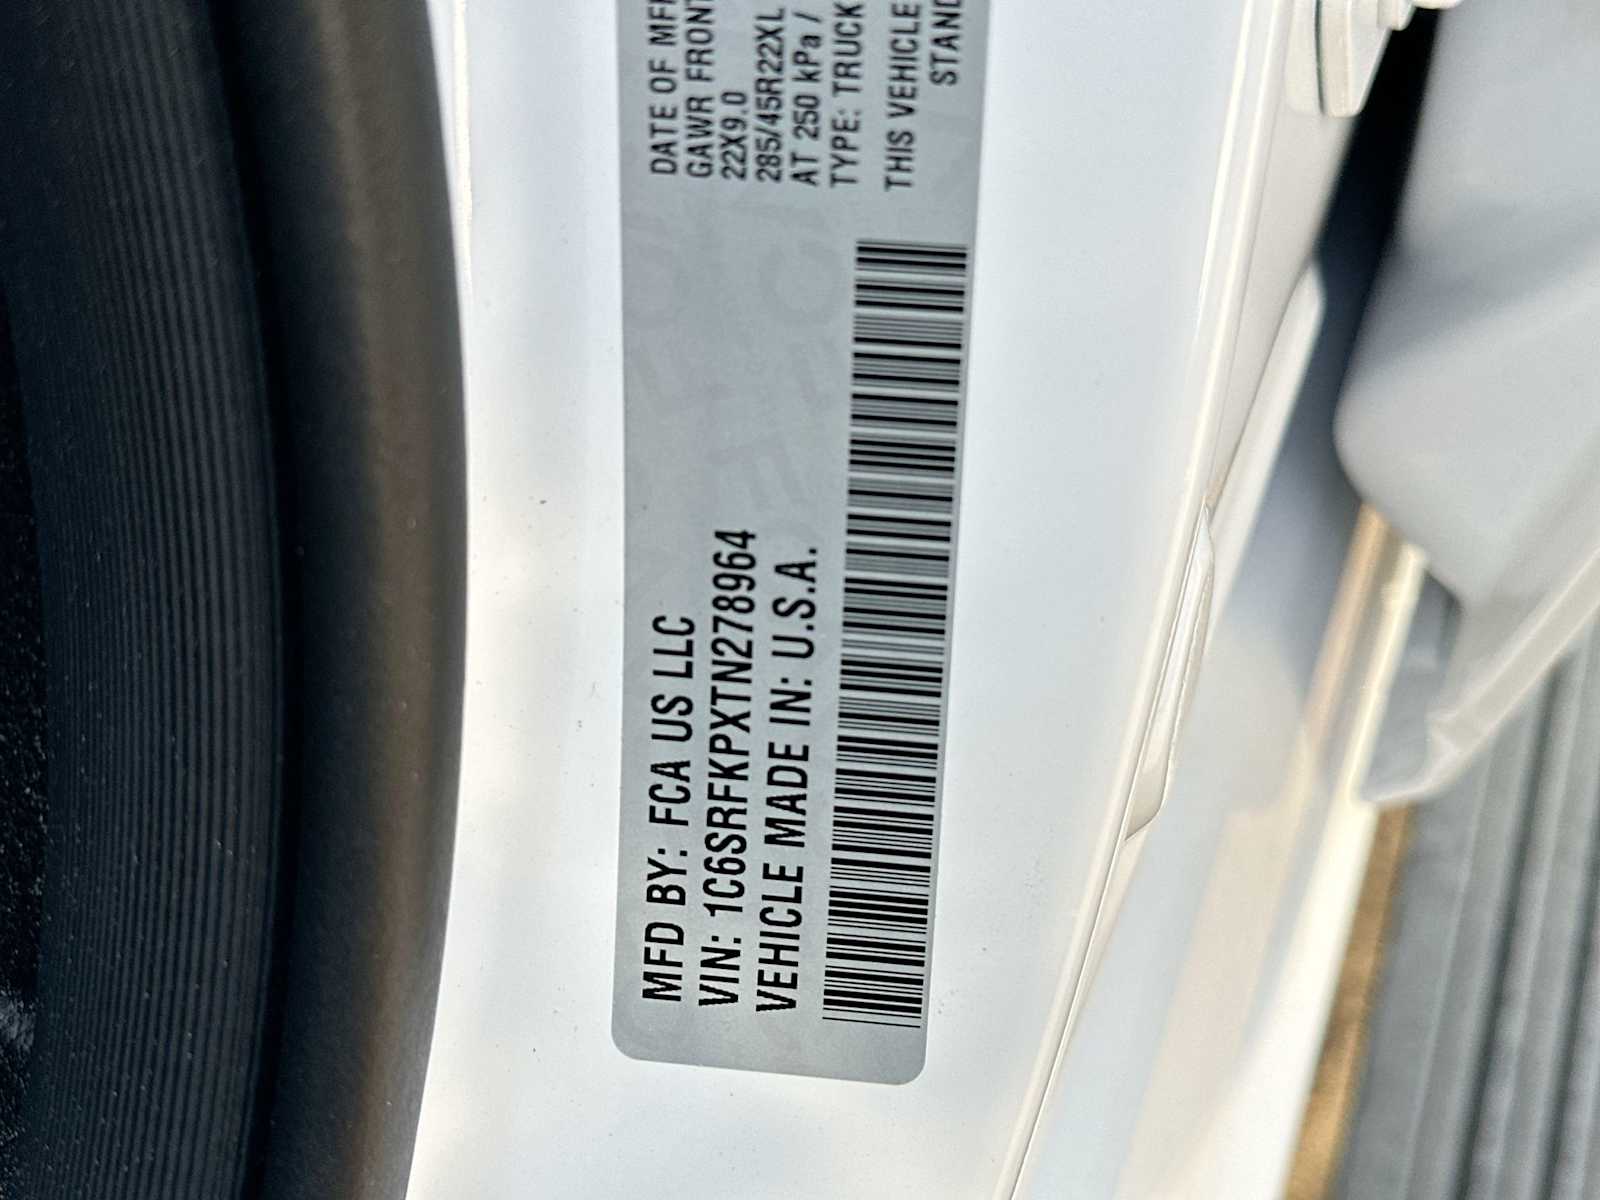 MFD BY: FCA US LLC
VIN: 1C6SRFKPXTN278964
VEHICLE MADE IN: U.S.A.
DATE OF MFR
GAWR FRONT
22X9.0
285/45R22XL
AT 250 kPa /
TYPE: TRUCK
THIS VEHICLE
STAND